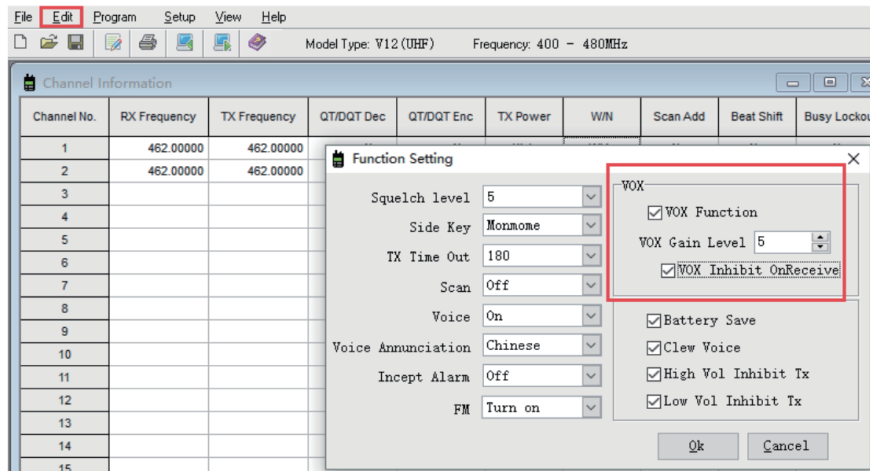 File Edit Program Setup View Help
Model Type: V12(UHF) Frequency: 400 - 480MHz
Channel Information
Channel No. RX Frequency TX Frequency QT/DQT Dec QT/DQT Enc TX Power W/N Scan Add Beat Shift Busy
1 462.00000 462.00000
2 462.00000 462.00000
3
4
5
6
7
8
9
10
11
12
13
14
15
Function Setting
Squelch level 5
Side Key Monmome
TX Time Out 180
Scan Off
Voice On
Voice Annunciation Chinese
Incept Alarm Off
FM Turn on
VOX
VOX Function
VOX Gain Level 5
VOX Inhibit OnReceive
Battery Save
Clew Voice
High Vol Inhibit Tx
Low Vol Inhibit Tx
Ok Cancel